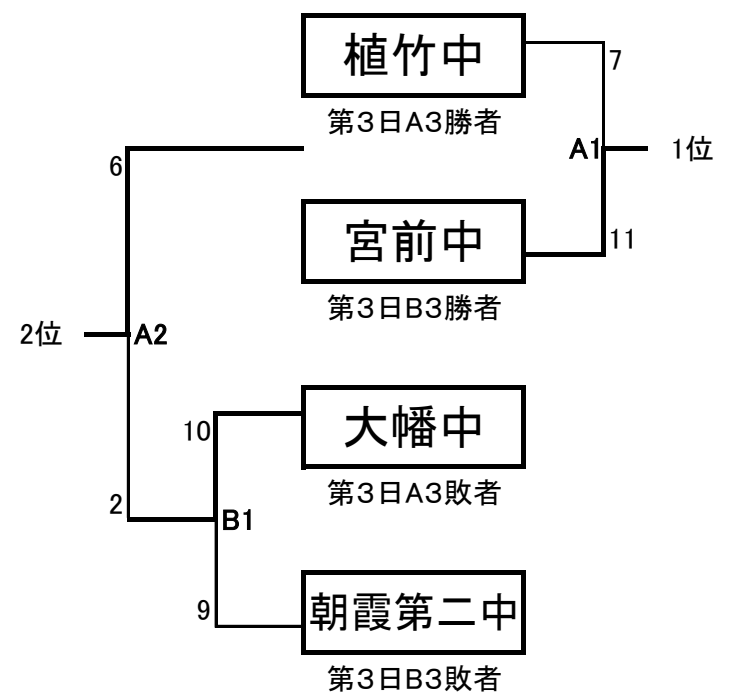 植竹中
7
第3日A3勝者
A1
1位
6
宮前中
11
第3日B3勝者
2位
A2
大幡中
10
第3日A3敗者
2
B1
9
朝霞第二中
第3日B3敗者